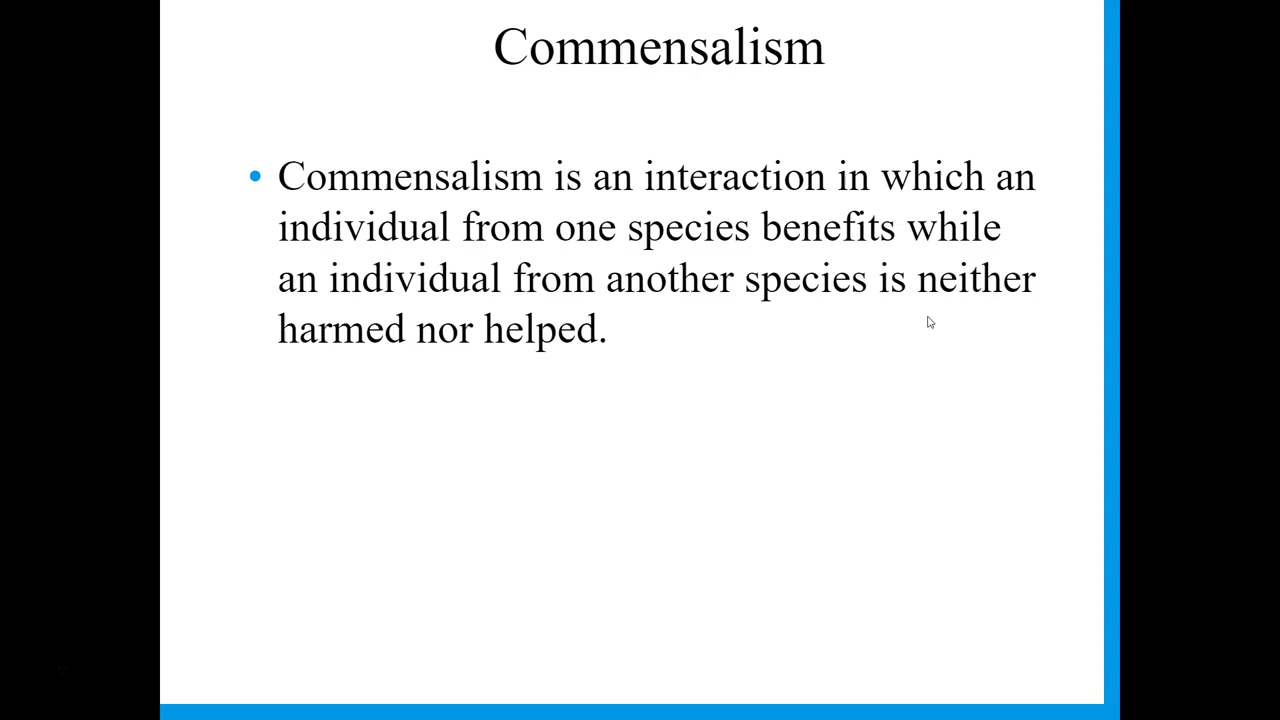 Commensalism
• Commensalism is an interaction in which an
individual from one species benefits while
an individual from another species is neither
harmed nor helped.